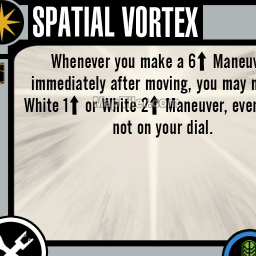 SPATIAL VORTEX
Whenever you make a 6⬆ Maneuv
immediately after moving, you may m
White 1⬆ or White 2⬆ Maneuver, even
not on your dial.